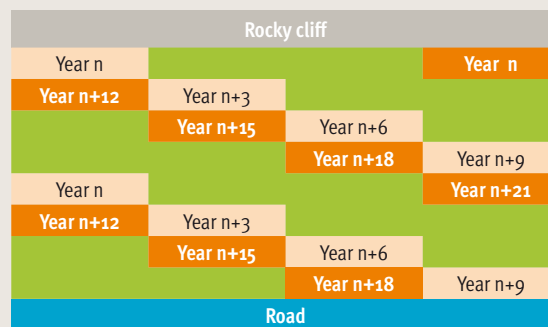 Rocky cliff
Year n Year n
Year n+12 Year n+3
Year n+15 Year n+6
Year n+18 Year n+9
Year n Year n+21
Year n+12 Year n+3
Year n+15 Year n+6
Year n+18 Year n+9
Road